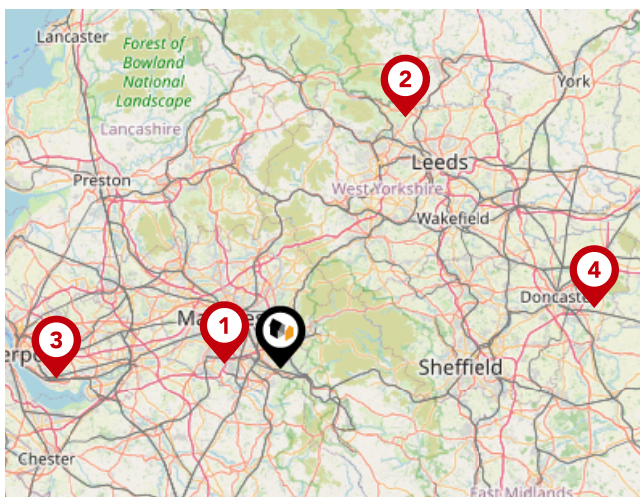 Lancaster
Forest of
Bowland
National
Landscape
2
York
Lancashire
Leeds
Preston
West Yorkshire
Wakefield
4
Doncaster
1
3
Sheffield
Chester
East Midlands